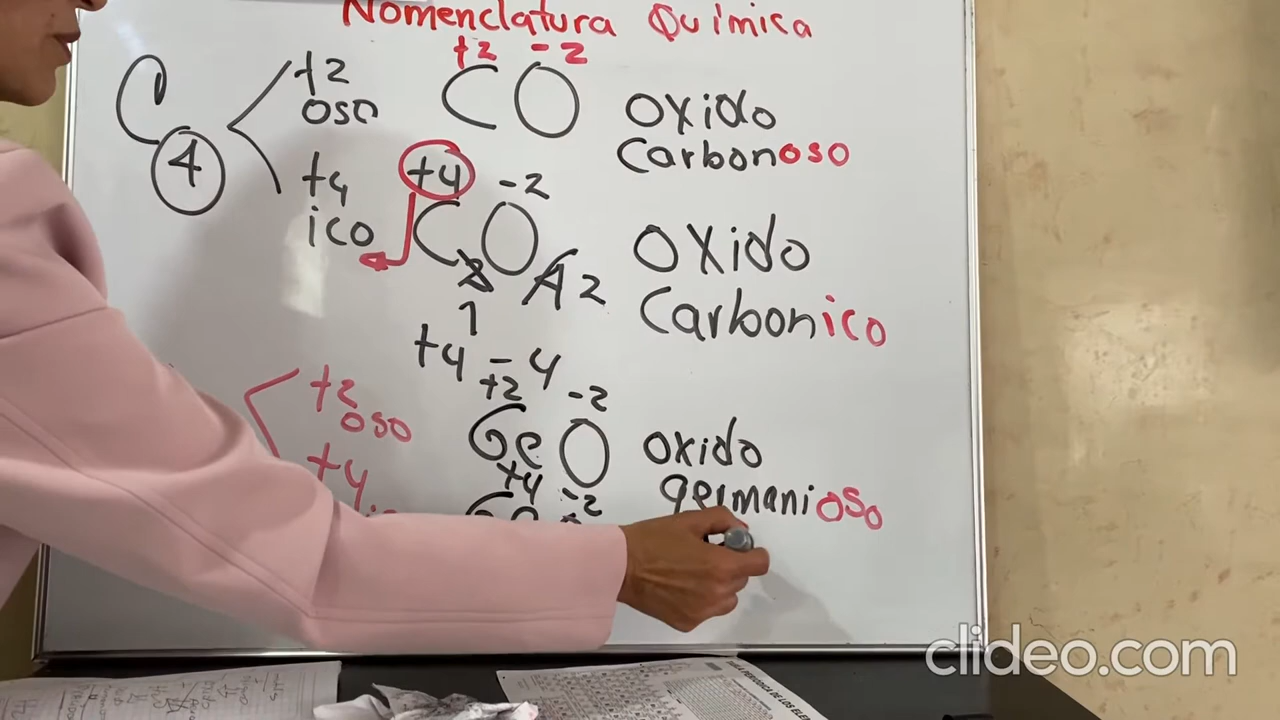 Nomenclatura Química
+2 -2
C +2 CO oxido
oso carbonoso
4
+4 +4 -2
ico CO oxido
2 4 2 carbonico
1
+4 -4
+2 +2 -2
oso GeO oxido
+4 +4 -2 germanioso
Ge
clideo.com